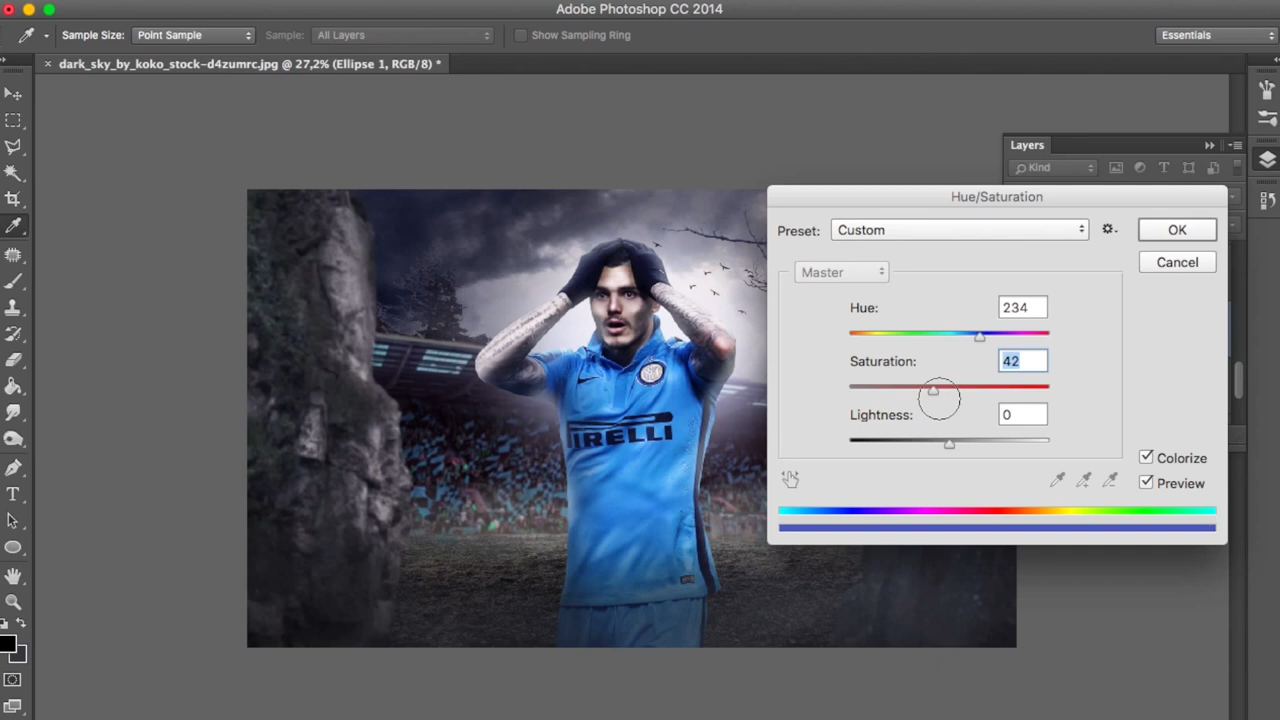 Adobe Photoshop CC 2014
Sample Size: Point Sample Sample: All Layers Show Sampling Ring Essentials
dark_sky_by_koko_stock-d4zumrc.jpg @ 27,2% (Ellipse 1, RGB/8) *
Layers
Kind
Hue/Saturation
Preset: Custom OK
Cancel
Master
Hue: 234
Saturation: 42
Lightness: 0
Colorize
Preview
PIRELLI